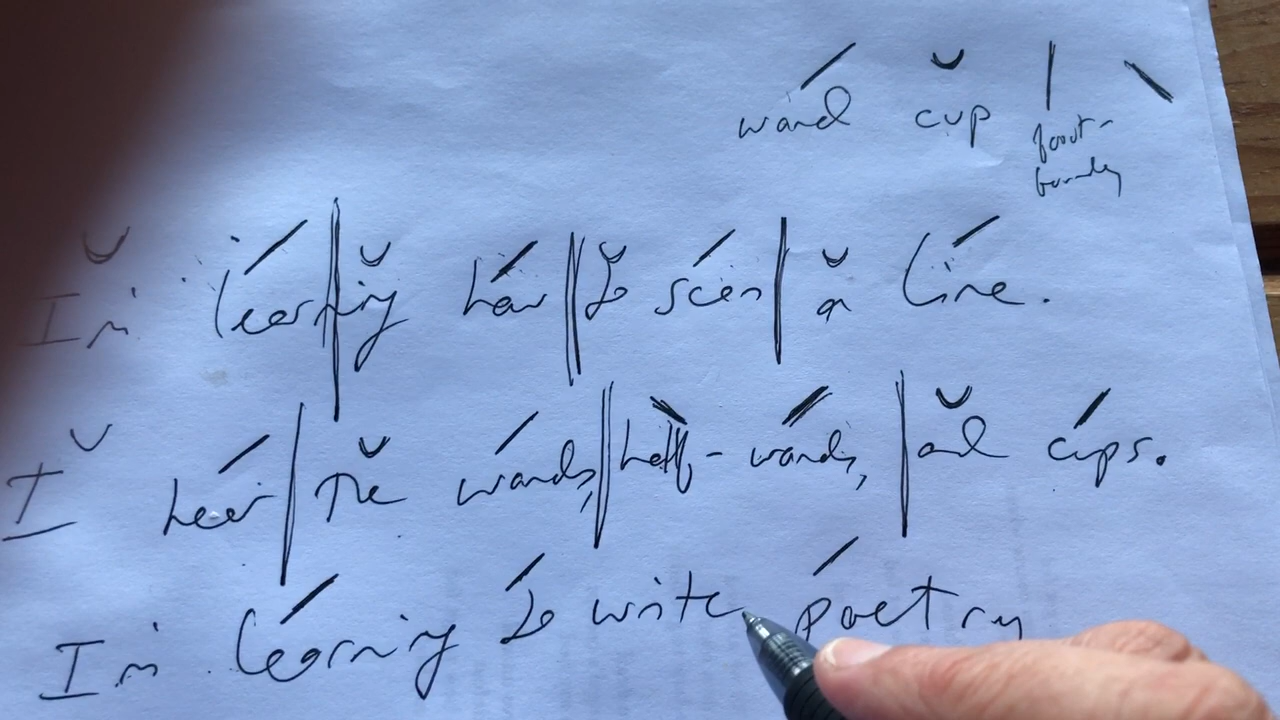 wand cup foot-
boundary
I'm learning how to scan a line.
I hear the wands, half-wands, and cups.
I'm learning to write poetry